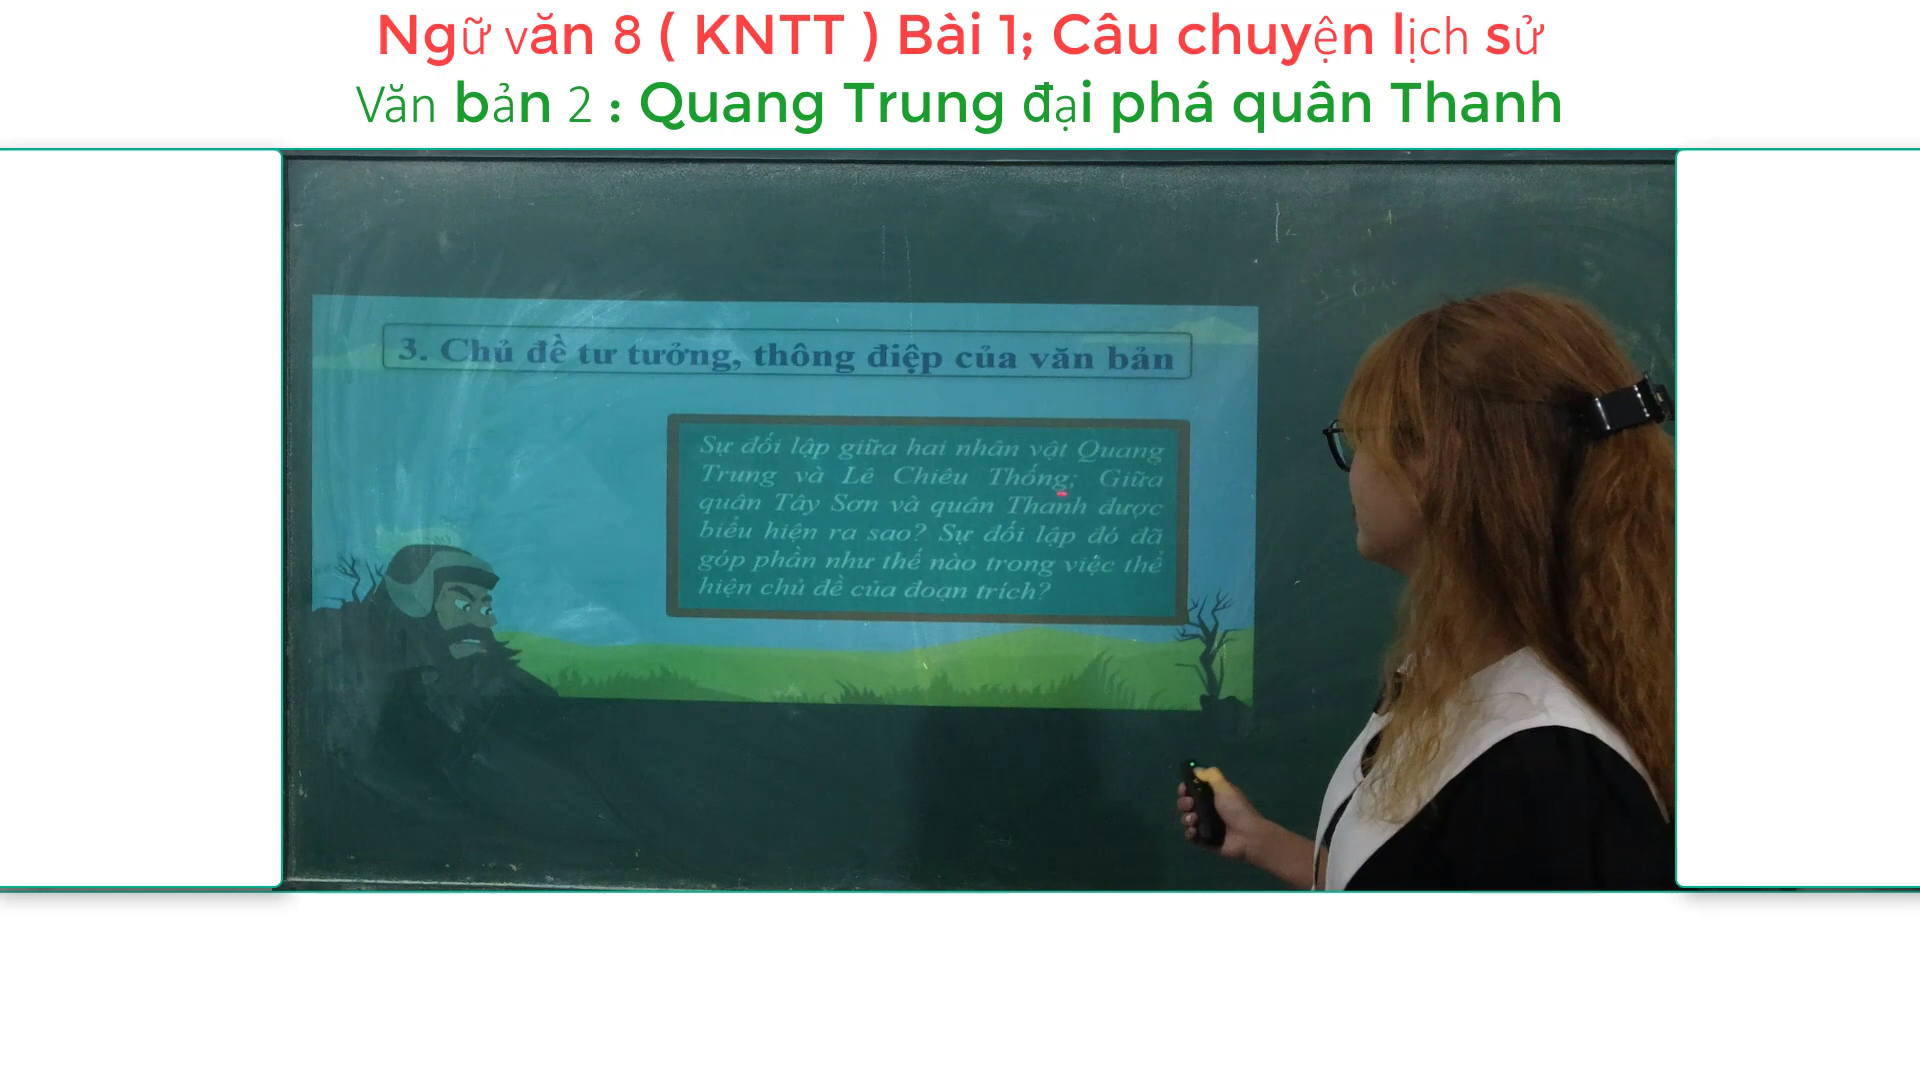 Ngữ văn 8 ( KNTT ) Bài 1; Câu chuyện lịch sử
Văn bản 2 : Quang Trung đại phá quân Thanh
3. Chủ đề tư tưởng, thông điệp của văn bản
Sự đối lập giữa hai nhân vật Quang
Trung và Lê Chiêu Thống; Giữa
quân Tây Sơn và quân Thanh được
biểu hiện ra sao? Sự đối lập đó đã
góp phần như thế nào trong việc thể
hiện chủ đề của đoạn trích?